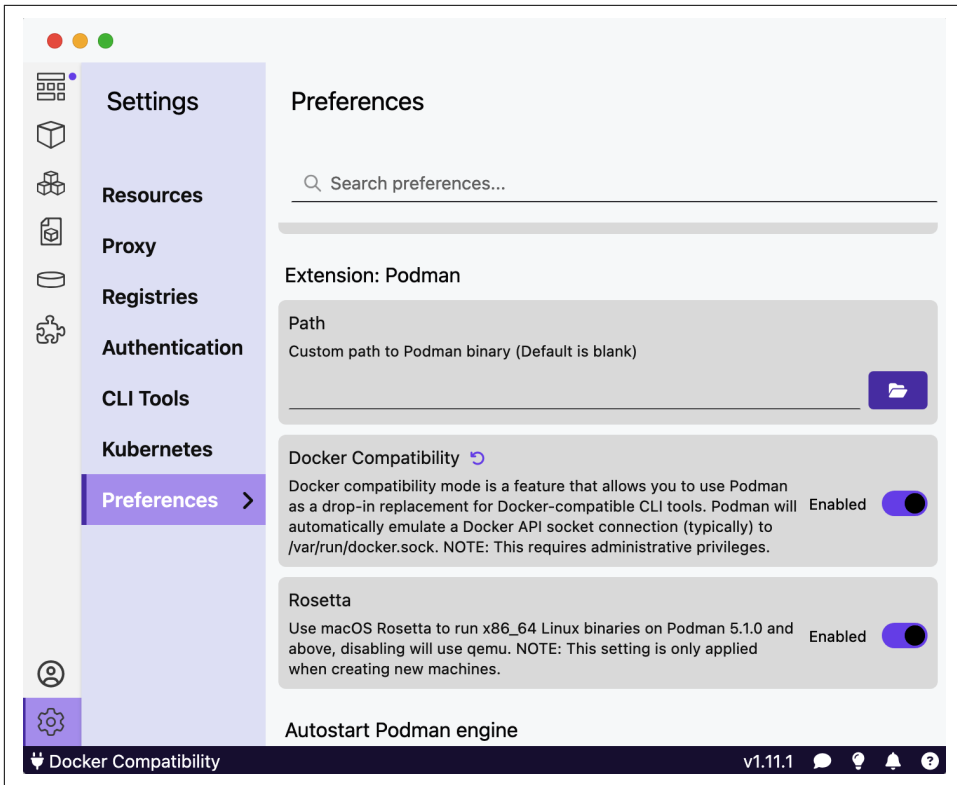 Settings
Resources
Proxy
Registries
Authentication
CLI Tools
Kubernetes
Preferences
Preferences
Search preferences...
Extension: Podman
Path
Custom path to Podman binary (Default is blank)
Docker Compatibility
Docker compatibility mode is a feature that allows you to use Podman
as a drop-in replacement for Docker-compatible CLI tools. Podman will
automatically emulate a Docker API socket connection (typically) to
/var/run/docker.sock. NOTE: This requires administrative privileges.
Enabled
Rosetta
Use macOS Rosetta to run x86_64 Linux binaries on Podman 5.1.0 and
above, disabling will use qemu. NOTE: This setting is only applied
when creating new machines.
Enabled
Autostart Podman engine
Docker Compatibility
v1.11.1